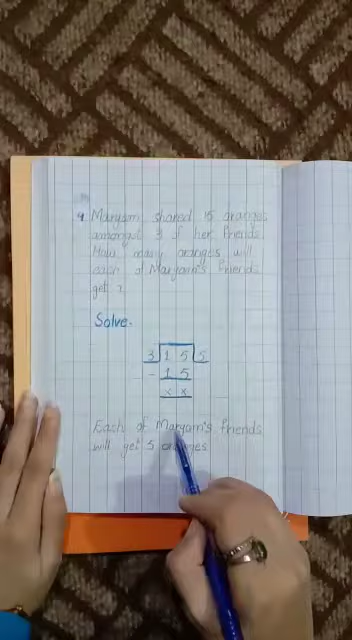 9. Maryam shared 15 oranges
amongst 3 of her friends.
How many oranges will
each of Maryam's friends
get ?
Solve.
3 1 5 5
- 1 5
x x
Each of Maryam's friends
will get 5 oranges